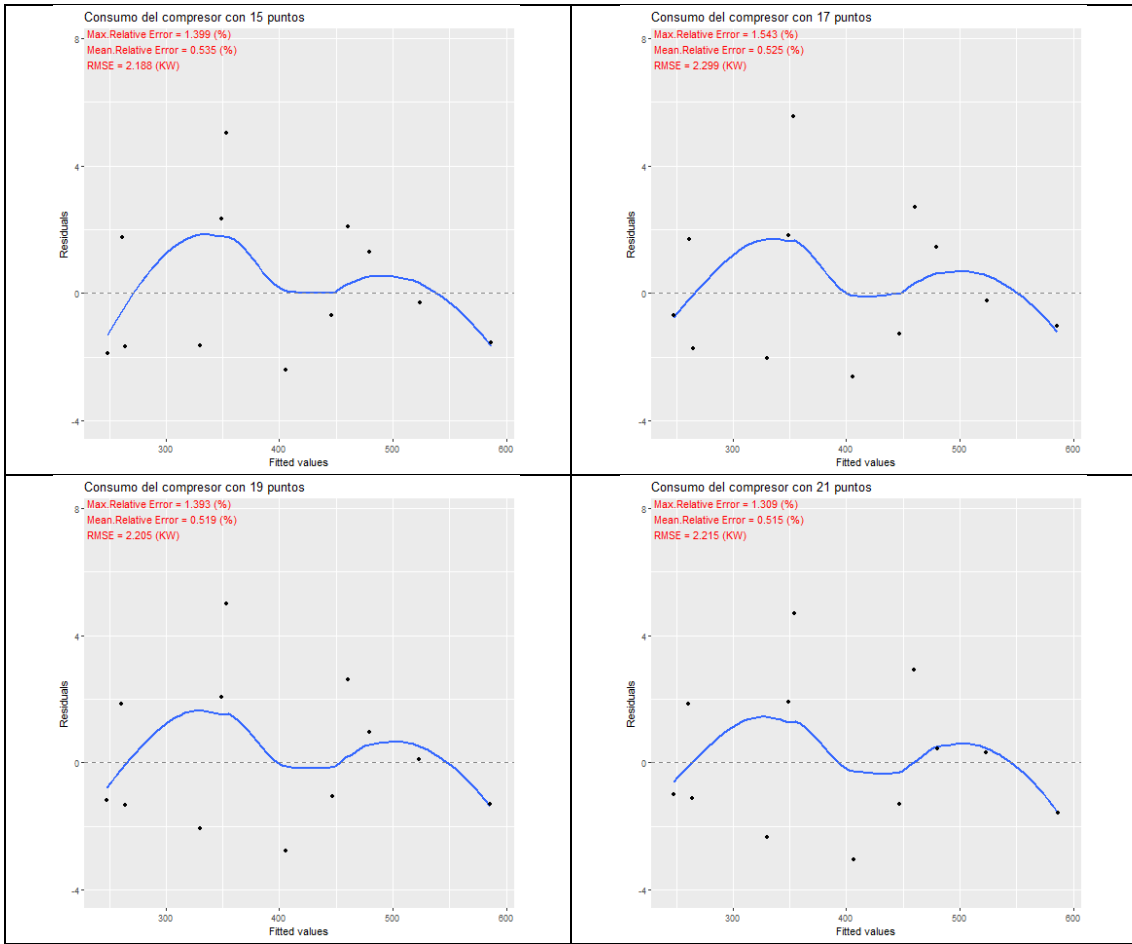 Consumo del compresor con 15 puntos
Max.Relative Error = 1.399 (%)
Mean.Relative Error = 0.535 (%)
RMSE = 2.188 (KW)
8
4
0
-4
Residuals
300 400 500 600
Fitted values
Consumo del compresor con 17 puntos
Max.Relative Error = 1.543 (%)
Mean.Relative Error = 0.525 (%)
RMSE = 2.299 (KW)
8
4
0
-4
Residuals
300 400 500 600
Fitted values
Consumo del compresor con 19 puntos
Max.Relative Error = 1.393 (%)
Mean.Relative Error = 0.519 (%)
RMSE = 2.205 (KW)
8
4
0
-4
Residuals
300 400 500 600
Fitted values
Consumo del compresor con 21 puntos
Max.Relative Error = 1.309 (%)
Mean.Relative Error = 0.515 (%)
RMSE = 2.215 (KW)
8
4
0
-4
Residuals
300 400 500 600
Fitted values